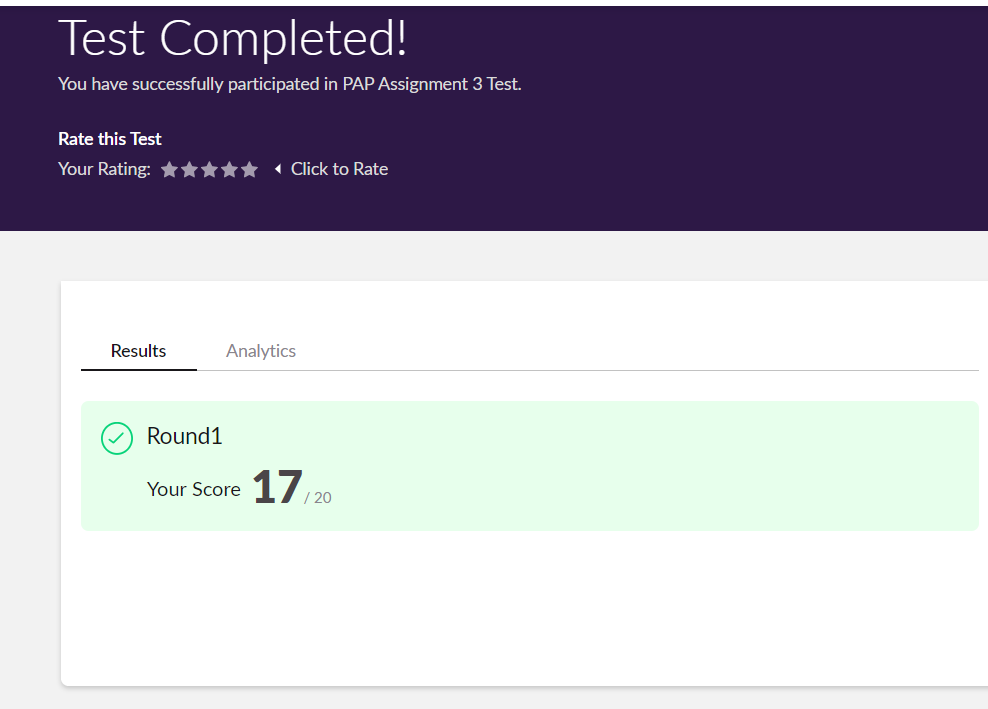 Test Completed!
You have successfully participated in PAP Assignment 3 Test.
Rate this Test
Your Rating: Click to Rate
Results Analytics
Round1
Your Score 17 / 20